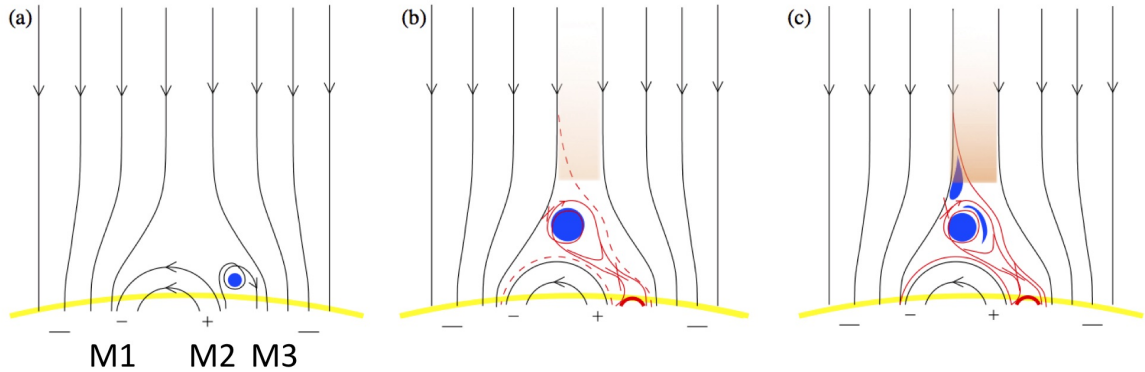 (a)
(b)
(c)
— − + —
— − + —
— − + —
M1 M2 M3